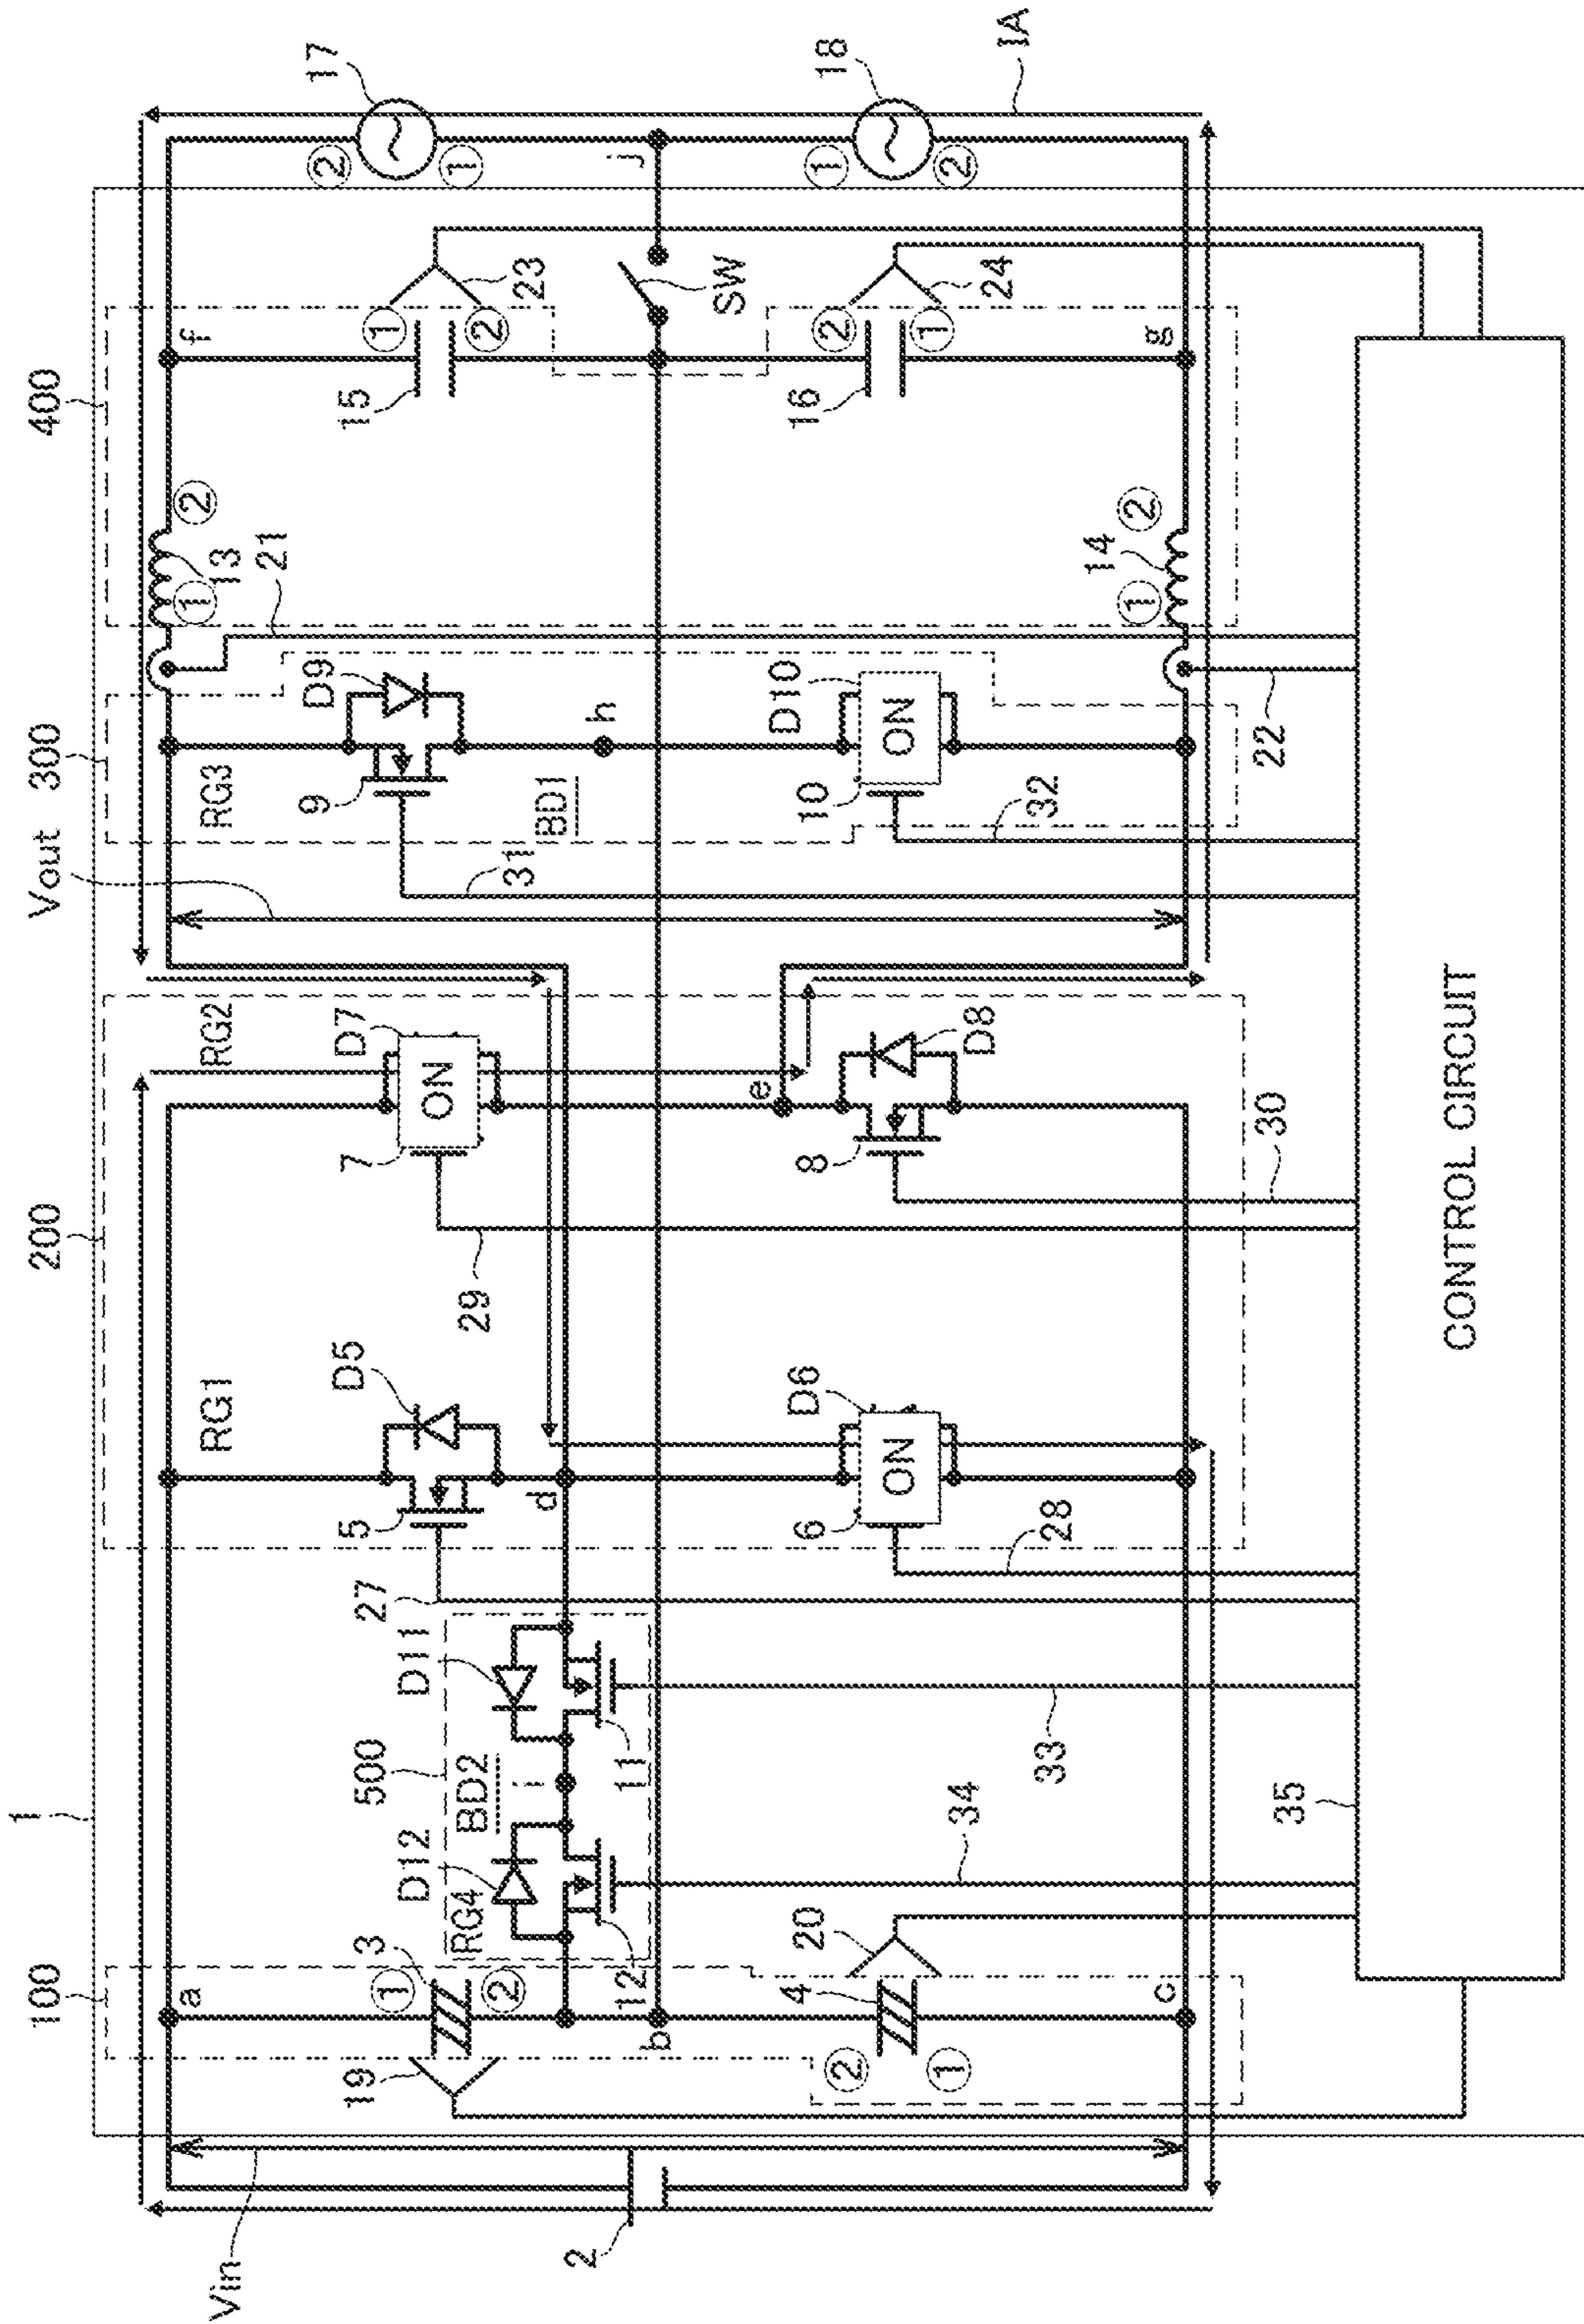 1
100
200
Vout
300
400
Vin
2
a
19
3
①
②
b
②
①
4
20
c
12
RG4
D12
500
BD2
i
D11
11
34
33
35
27
RG1
5
D5
d
6
D6
ON
28
29
RG2
7
D7
ON
e
8
D8
30
31
RG3
9
D9
BD1
h
10
D10
ON
32
22
21
①
13
②
①
14
②
f
15
①
②
23
SW
16
②
①
24
g
j
17
②
①
18
①
②
IA
CONTROL CIRCUIT